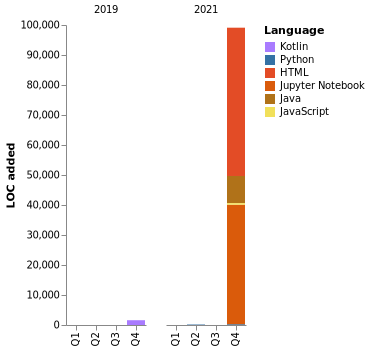 2019 2021
Language
Kotlin
Python
HTML
Jupyter Notebook
Java
JavaScript
LOC added
100,000
90,000
80,000
70,000
60,000
50,000
40,000
30,000
20,000
10,000
0
Q1 Q2 Q3 Q4 Q1 Q2 Q3 Q4